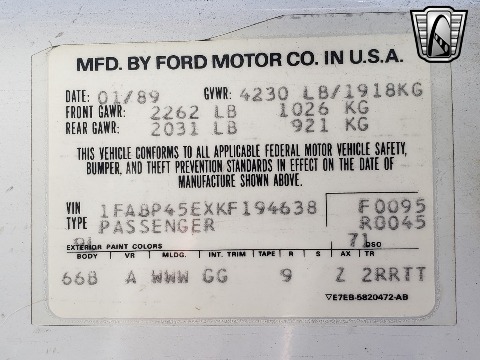 MFD. BY FORD MOTOR CO. IN U.S.A.
DATE: 01/89 GVWR: 4230 LB/1918KG
FRONT GAWR: 2262 LB 1026 KG
REAR GAWR: 2031 LB 921 KG
THIS VEHICLE CONFORMS TO ALL APPLICABLE FEDERAL MOTOR VEHICLE SAFETY,
BUMPER, AND THEFT PREVENTION STANDARDS IN EFFECT ON THE DATE OF
MANUFACTURE SHOWN ABOVE.
VIN 1FABP45EXKF194638 F0095
TYPE PASSENGER R0045
EXTERIOR PAINT COLORS 9L 71 DSO
BODY VR MLDG. INT. TRIM TAPE R S AX TR
66B A WWW GG 9 Z 2RRTT
▽E7EB-5820472-AB